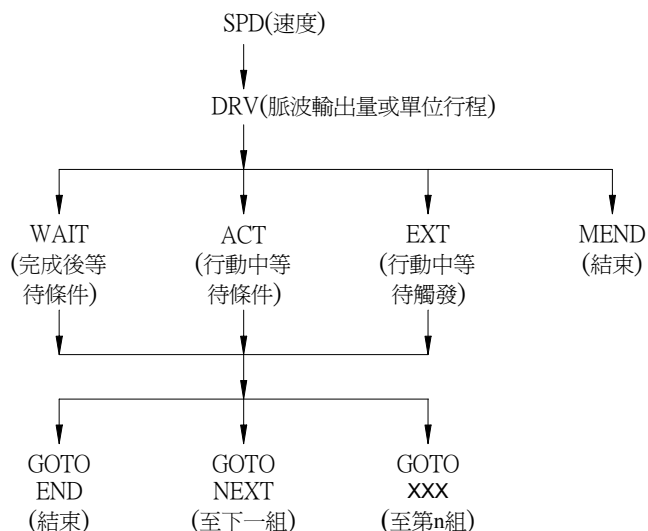 SPD(速度)
DRV(脈波輸出量或單位行程)
WAIT
(完成後等
待條件)
ACT
(行動中等
待條件)
EXT
(行動中等
待觸發)
MEND
(結束)
GOTO
END
(結束)
GOTO
NEXT
(至下一組)
GOTO
XXX
(至第n組)